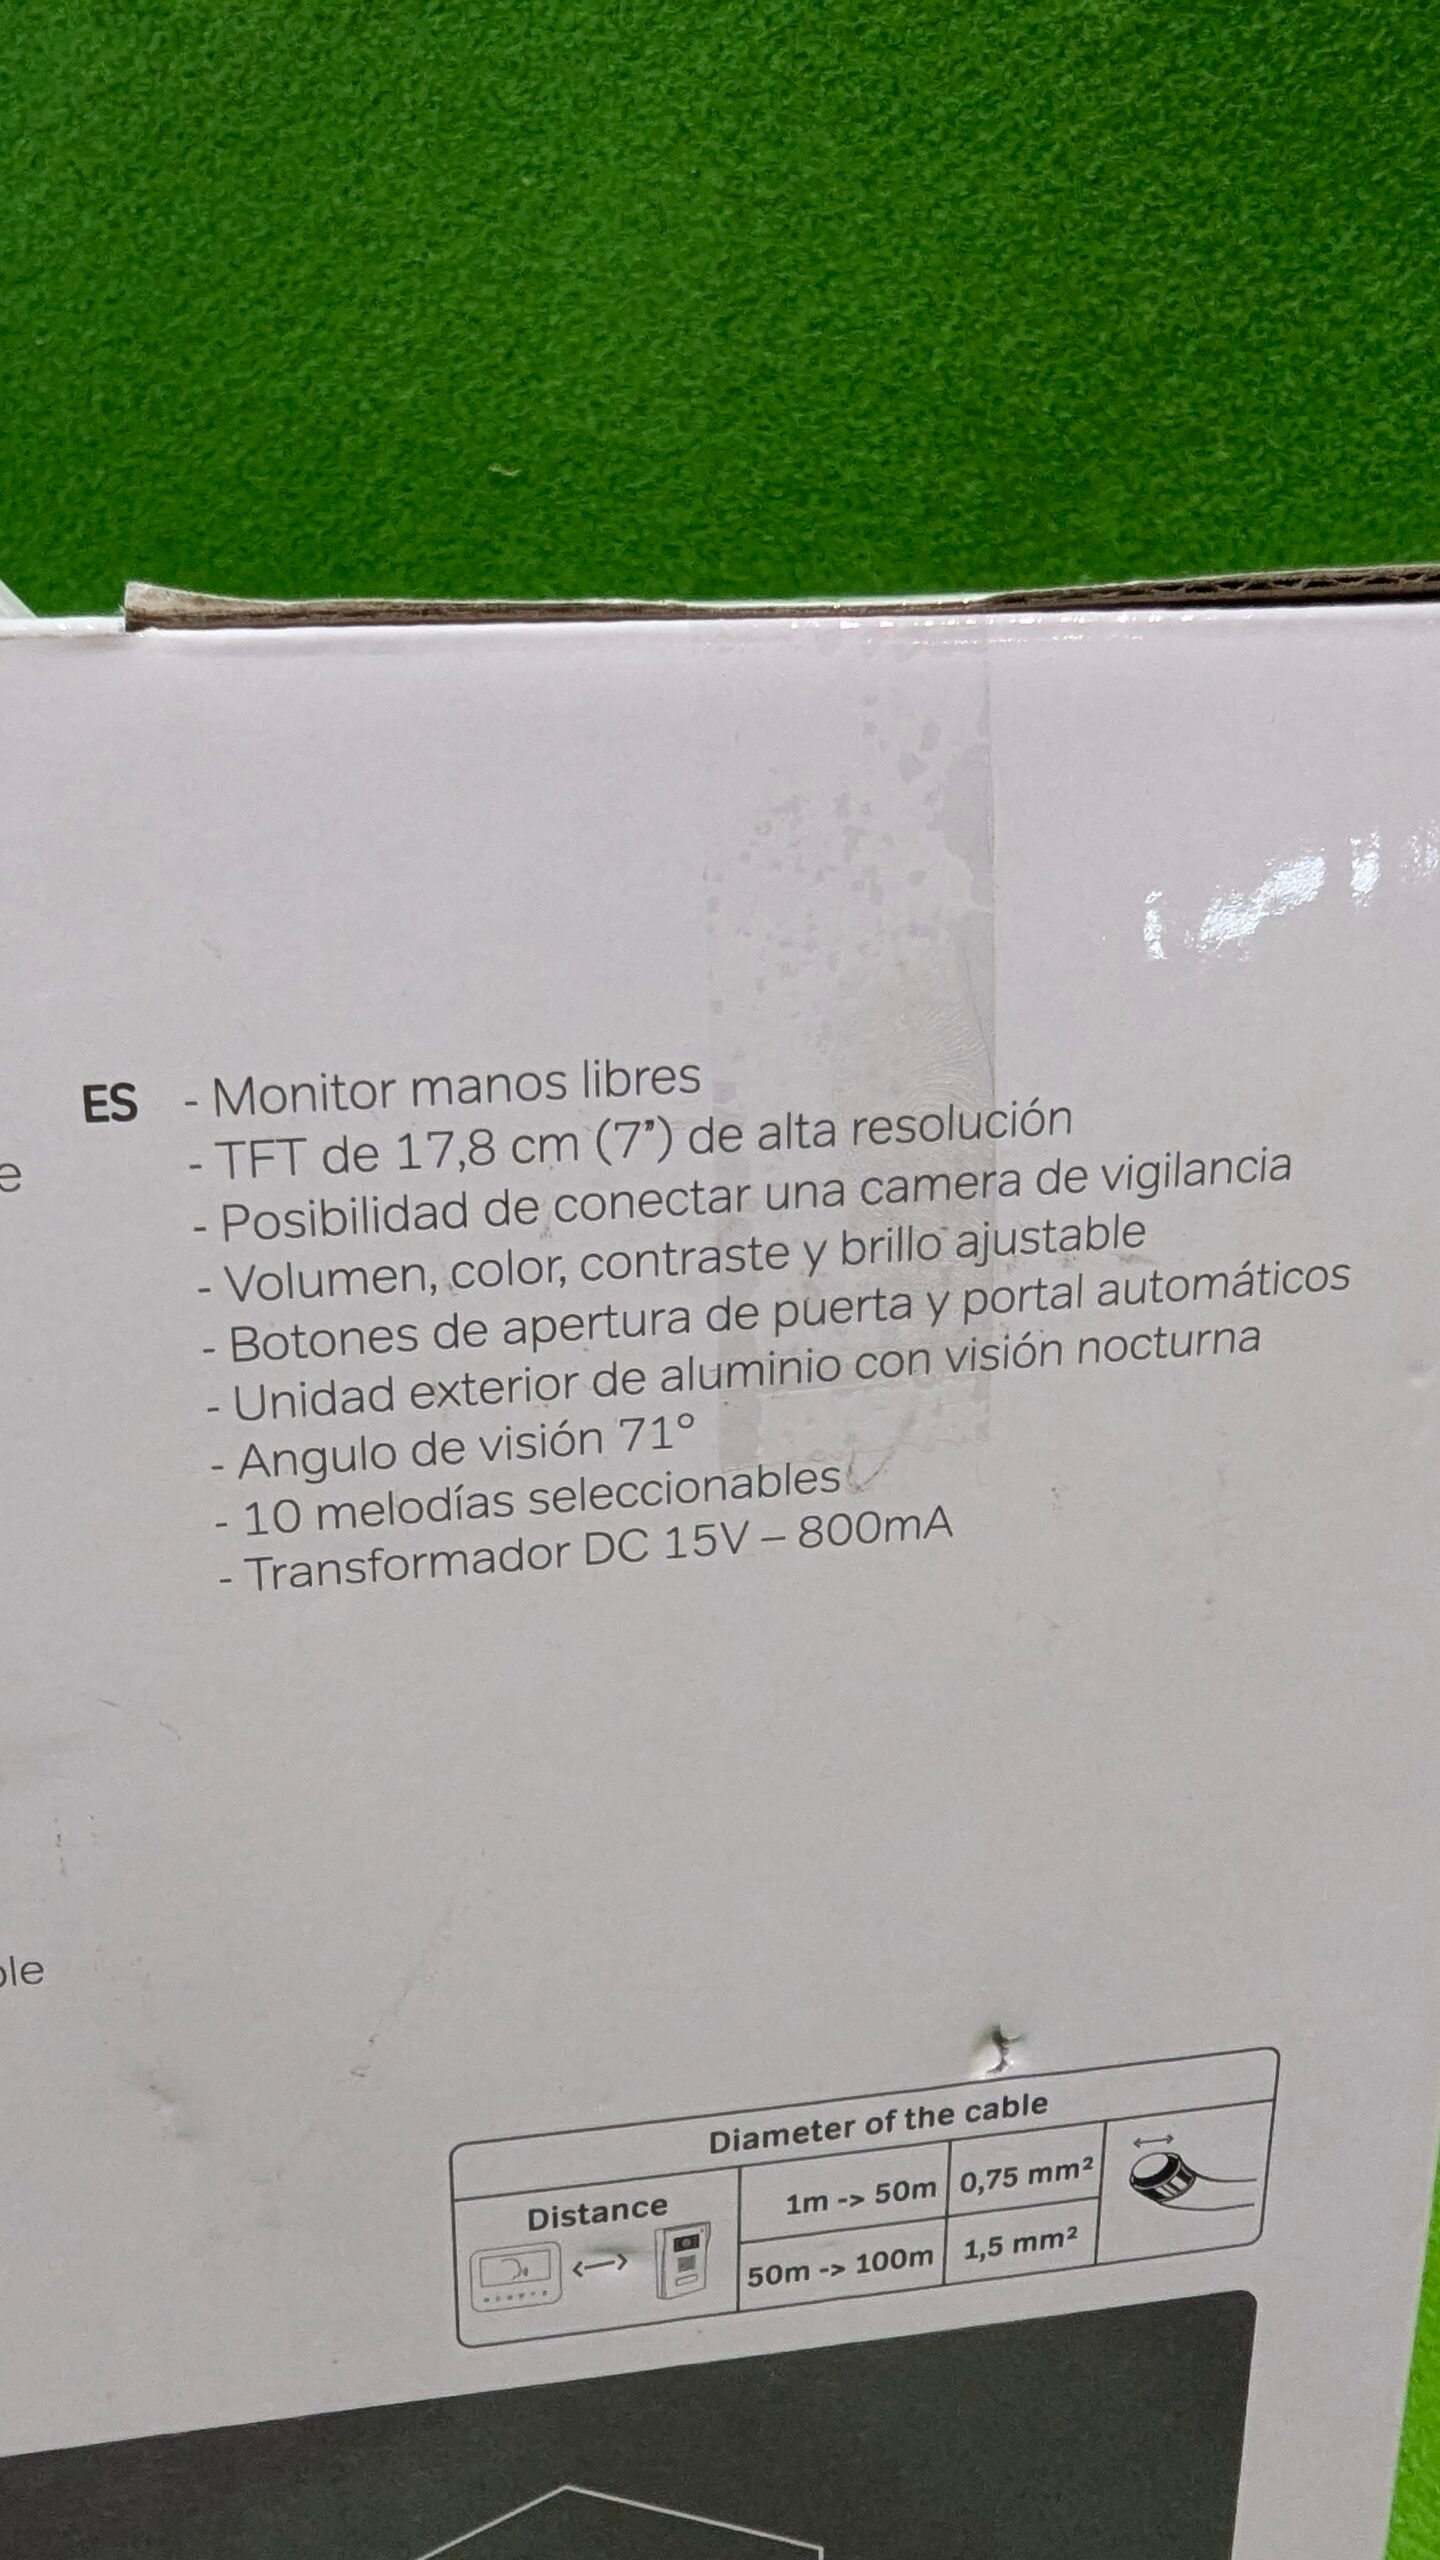 ES - Monitor manos libres
- TFT de 17,8 cm (7”) de alta resolución
- Posibilidad de conectar una camera de vigilancia
- Volumen, color, contraste y brillo ajustable
- Botones de apertura de puerta y portal automáticos
- Unidad exterior de aluminio con visión nocturna
- Angulo de visión 71°
- 10 melodías seleccionables
- Transformador DC 15V – 800mA
e
ble
Diameter of the cable
Distance
1m -> 50m 0,75 mm²
50m -> 100m 1,5 mm²